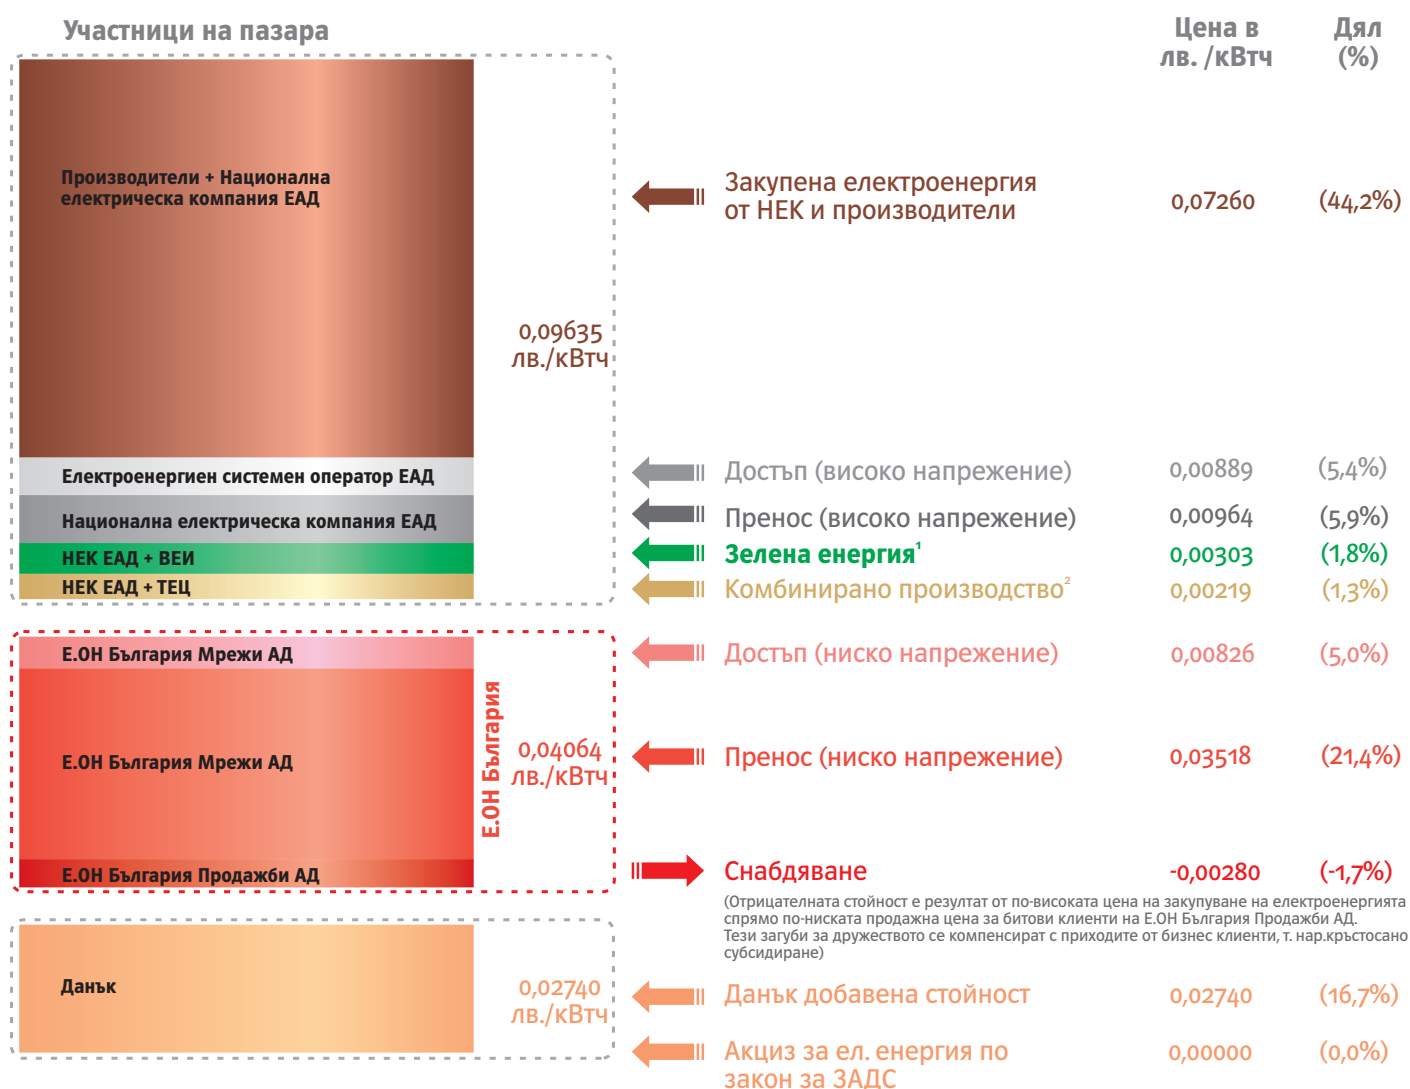 Участници на пазара
Цена в
лв. /кВтч
Дял
(%)
Производители + Национална
електрическа компания ЕАД
Закупена електроенергия
от НЕК и производители
0,07260
(44,2%)
0,09635
лв./кВтч
Електроенергиен системен оператор ЕАД
Достъп (високо напрежение)
0,00889
(5,4%)
Национална електрическа компания ЕАД
Пренос (високо напрежение)
0,00964
(5,9%)
НЕК ЕАД + ВЕИ
Зелена енергия¹
0,00303
(1,8%)
НЕК ЕАД + ТЕЦ
Комбинирано производство²
0,00219
(1,3%)
Е.ОН България Мрежи АД
Достъп (ниско напрежение)
0,00826
(5,0%)
Е.ОН България
0,04064
лв./кВтч
Е.ОН България Мрежи АД
Пренос (ниско напрежение)
0,03518
(21,4%)
Е.ОН България Продажби АД
Снабдяване
-0,00280
(-1,7%)
(Отрицателната стойност е резултат от по-високата цена на закупуване на електроенергията
спрямо по-ниската продажна цена за битови клиенти на Е.ОН България Продажби АД.
Тези загуби за дружеството се компенсират с приходите от бизнес клиенти, т. нар.кръстосано
субсидиране)
Данък
0,02740
лв./кВтч
Данък добавена стойност
0,02740
(16,7%)
Акциз за ел. енергия по
закон за ЗАДС
0,00000
(0,0%)